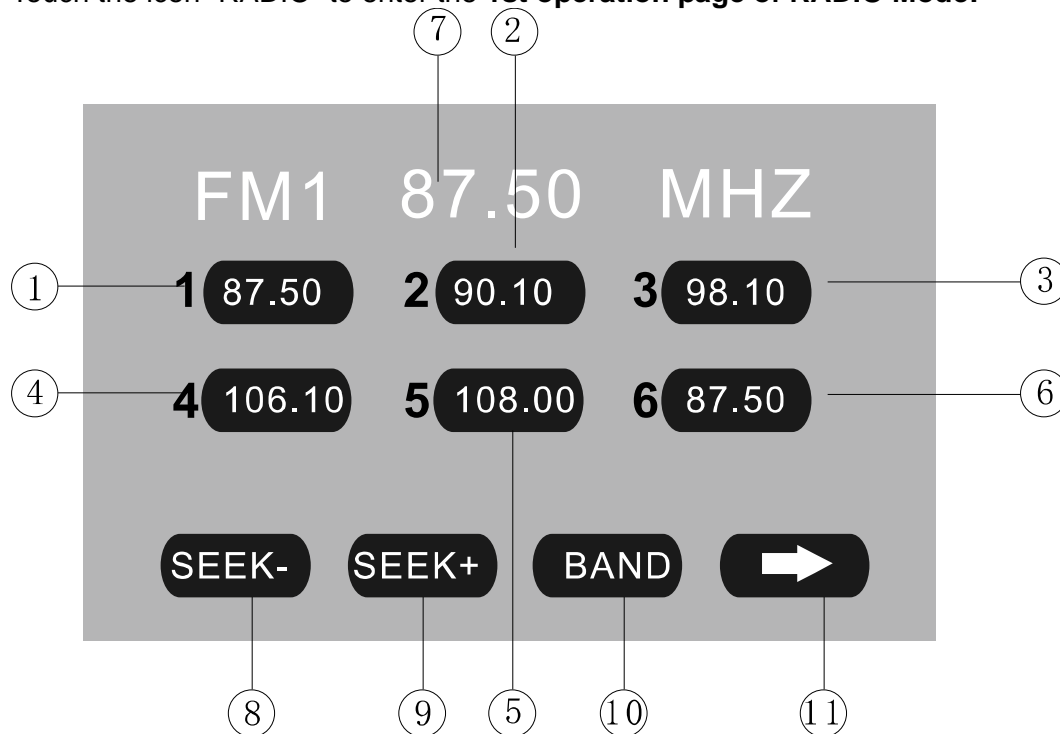 Touch the icon "RADIO" to enter the 1st operation page of RADIO Mode:
7 2
FM1 87.50 MHZ
1 1 87.50 2 90.10 3 98.10 3
4 4 106.10 5 108.00 6 87.50 6
SEEK- SEEK+ BAND
8 9 5 10 11